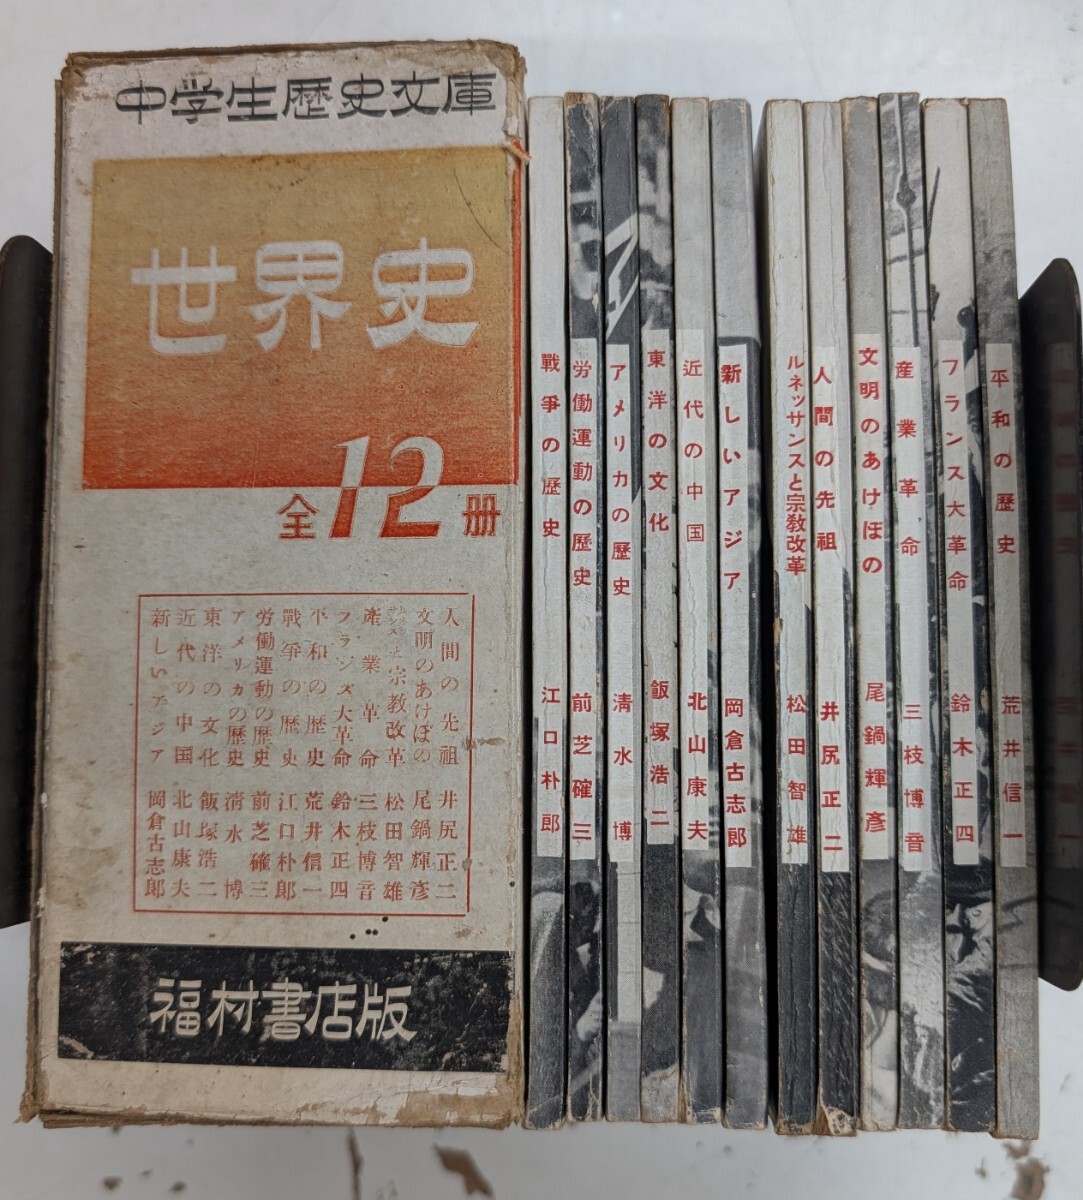 中学生歴史文庫
世界史
全12册
人間の先祖 井尻正二
文明のあけぼの 尾鍋輝彦
ルネッサンスと宗教改革 松田智雄
産業革命 三枝博音
フランス大革命 鈴木正四
平和の歴史 荒井信一
戰爭の歴史 江口朴郎
労働運動の歴史 前芝確三
アメリカの歴史 清水博
東洋の文化 飯塚浩二
近代の中国 北山康夫
新しいアジア 岡倉古志郎
福村書店版
戰爭の歷史 江口朴郎
労働運動の歷史 前芝確三
アメリカの歷史 清水博
東洋の文化 飯塚浩二
近代の中国 北山康夫
新しいアジア 岡倉古志郎
ルネッサンスと宗教改革 松田智雄
人間の先祖 井尻正二
文明のあけぼの 尾鍋輝彦
産業革命 三枝博音
フランス大革命 鈴木正四
平和の歷史 荒井信一